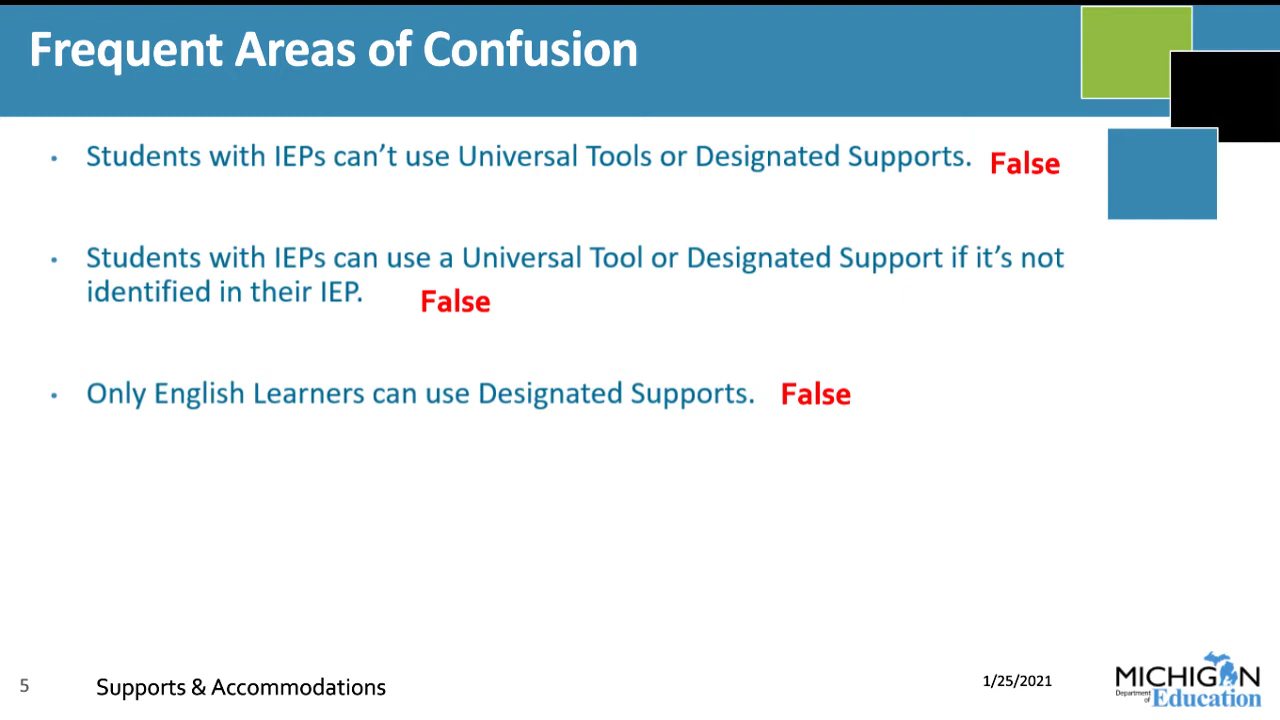 Frequent Areas of Confusion
• Students with IEPs can’t use Universal Tools or Designated Supports. False
• Students with IEPs can use a Universal Tool or Designated Support if it’s not
identified in their IEP. False
• Only English Learners can use Designated Supports. False
5 Supports & Accommodations 1/25/2021
MICHIGAN
Department of Education